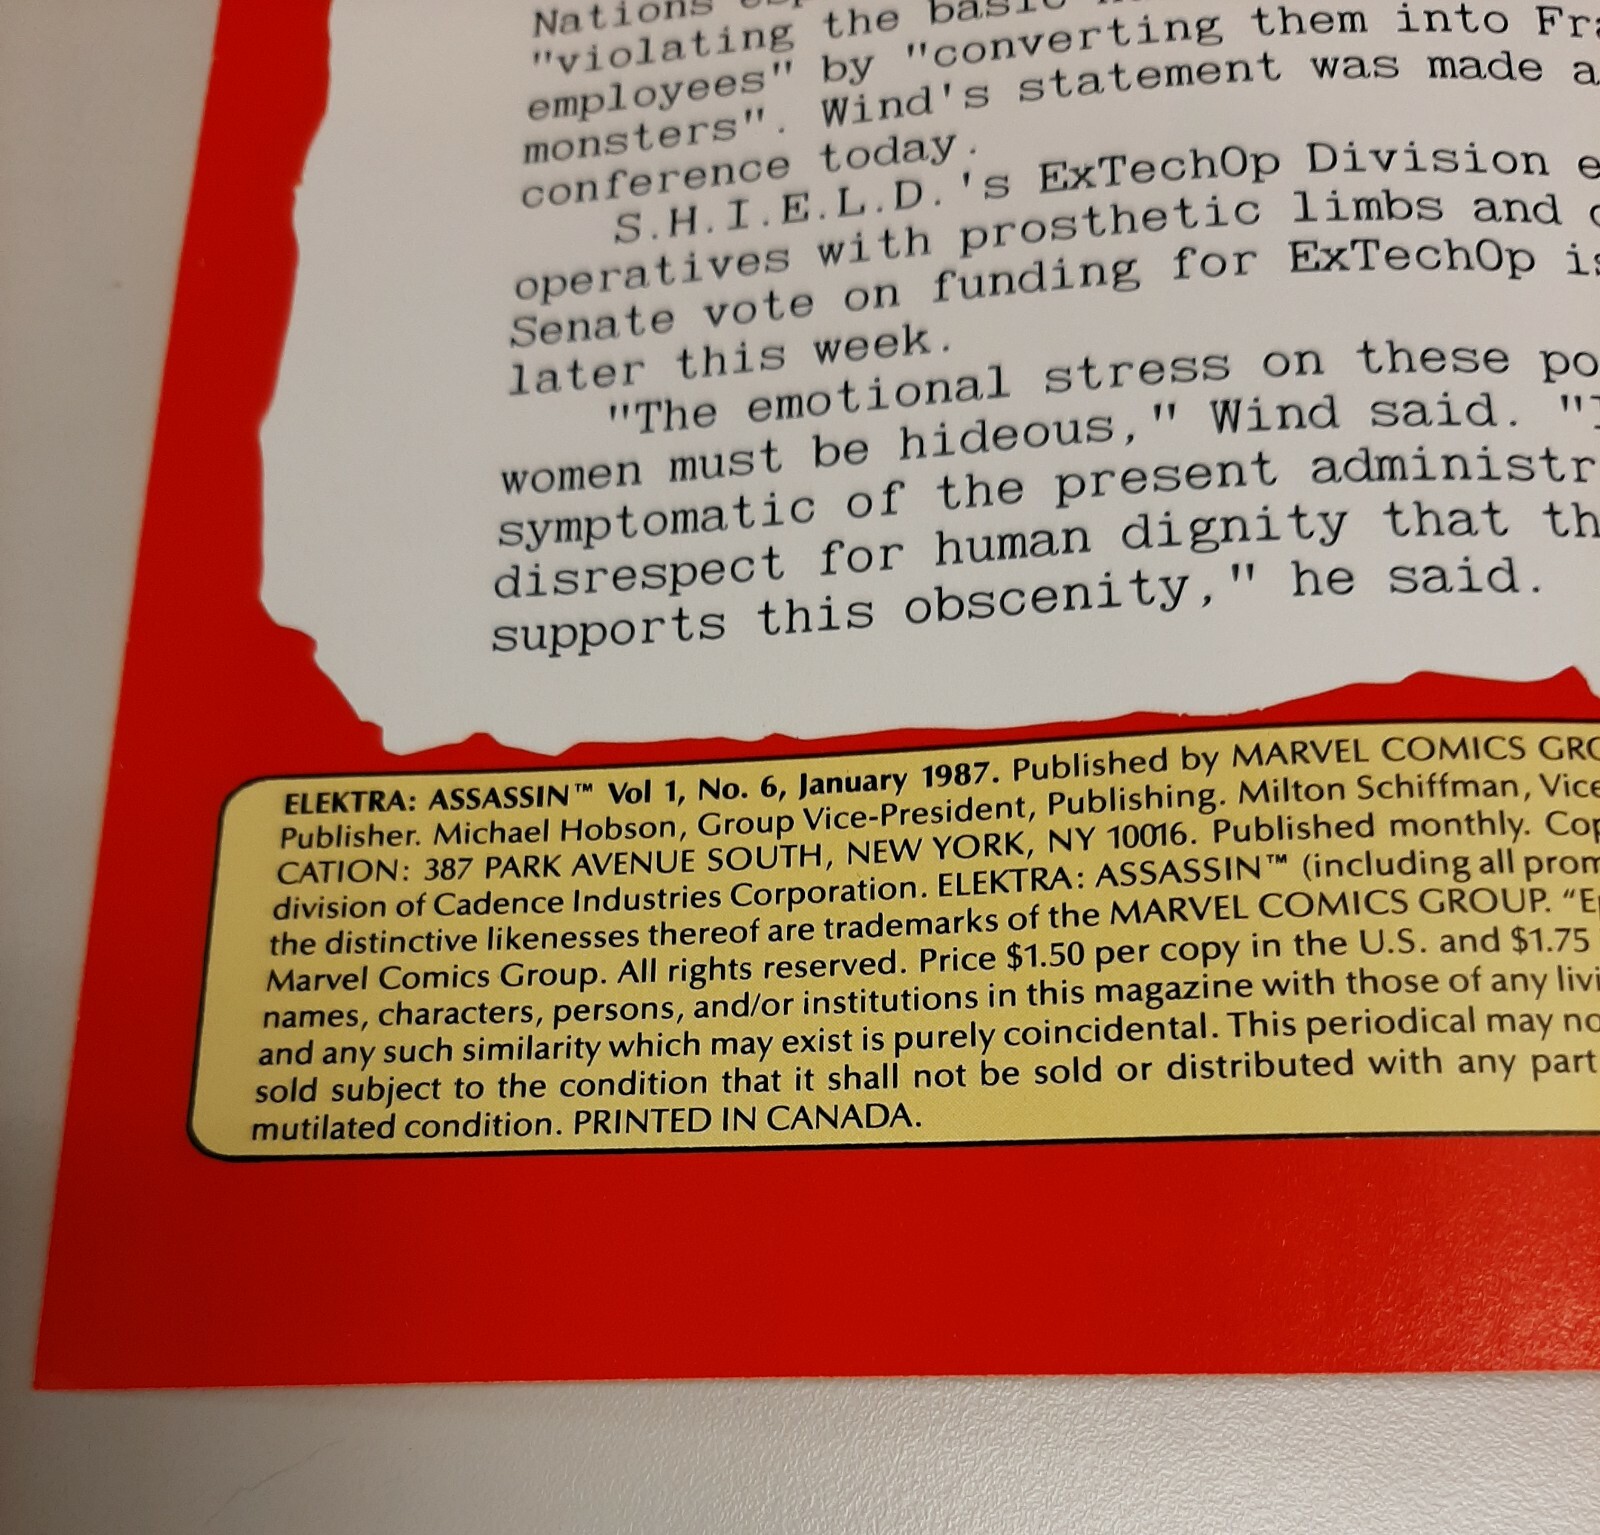 Nations
"violating the basic
employees" by "converting them into
monsters". Wind's statement was made
conference today.
S.H.I.E.L.D.'s ExTechOp Division
operatives with prosthetic limbs and
Senate vote on funding for ExTechOp
later this week.
"The emotional stress on these
women must be hideous," Wind said.
symptomatic of the present
disrespect for human dignity that
supports this obscenity," he said.
ELEKTRA: ASSASSIN™ Vol 1, No. 6, January 1987. Published by MARVEL COMICS
Publisher. Michael Hobson, Group Vice-President, Publishing. Milton Schiffman, Vice
CATION: 387 PARK AVENUE SOUTH, NEW YORK, NY 10016. Published monthly.
division of Cadence Industries Corporation. ELEKTRA: ASSASSIN™ (including all
the distinctive likenesses thereof are trademarks of the MARVEL COMICS GROUP.
Marvel Comics Group. All rights reserved. Price $1.50 per copy in the U.S. and $1.75
names, characters, persons, and/or institutions in this magazine with those of any
and any such similarity which may exist is purely coincidental. This periodical may
sold subject to the condition that it shall not be sold or distributed with any part
mutilated condition. PRINTED IN CANADA.